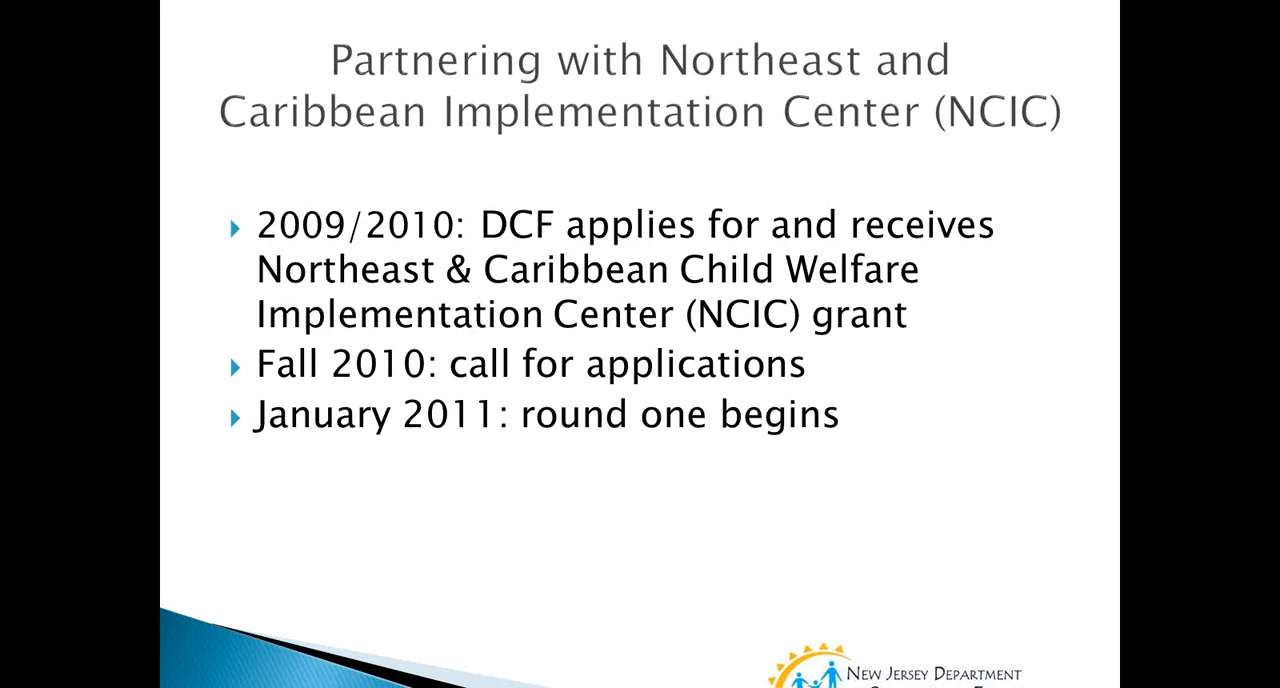 Partnering with Northeast and
Caribbean Implementation Center (NCIC)
2009/2010: DCF applies for and receives
Northeast & Caribbean Child Welfare
Implementation Center (NCIC) grant
Fall 2010: call for applications
January 2011: round one begins
NEW JERSEY DEPARTMENT